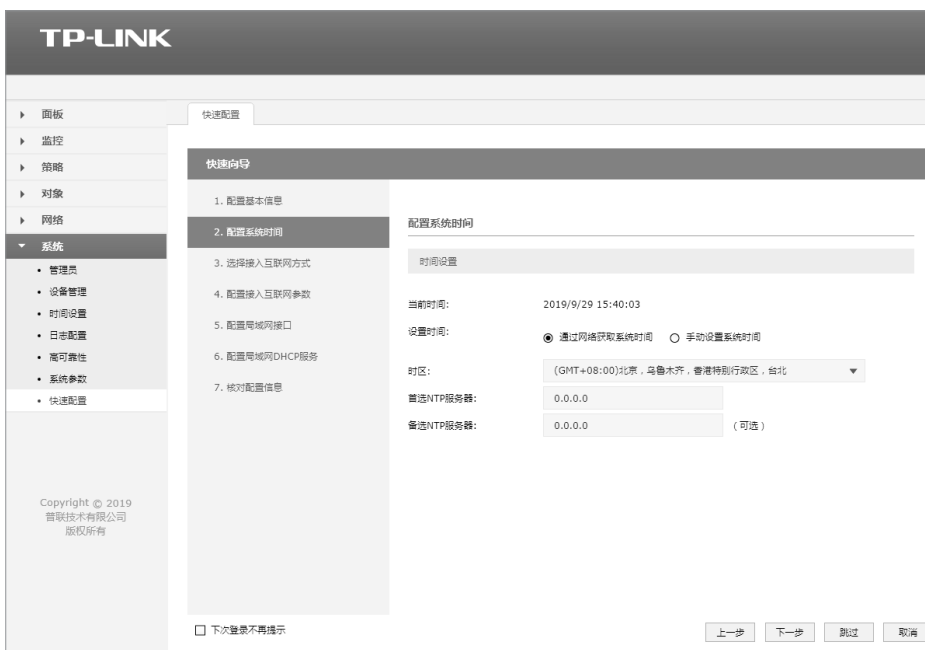 TP-LINK
面板
监控
策略
对象
网络
系统
管理员
设备管理
时间设置
日志配置
高可靠性
系统参数
快速配置
Copyright © 2019
普联技术有限公司
版权所有
快速配置
快速向导
1. 配置基本信息
2. 配置系统时间
3. 选择接入互联网方式
4. 配置接入互联网参数
5. 配置局域网接口
6. 配置局域网DHCP服务
7. 核对配置信息
配置系统时间
时间设置
当前时间: 2019/9/29 15:40:03
设置时间: 通过网络获取系统时间 手动设置系统时间
时区: (GMT+08:00)北京，乌鲁木齐，香港特别行政区，台北
首选NTP服务器: 0.0.0.0
备选NTP服务器: 0.0.0.0 （可选）
下次登录不再提示
上一步 下一步 跳过 取消